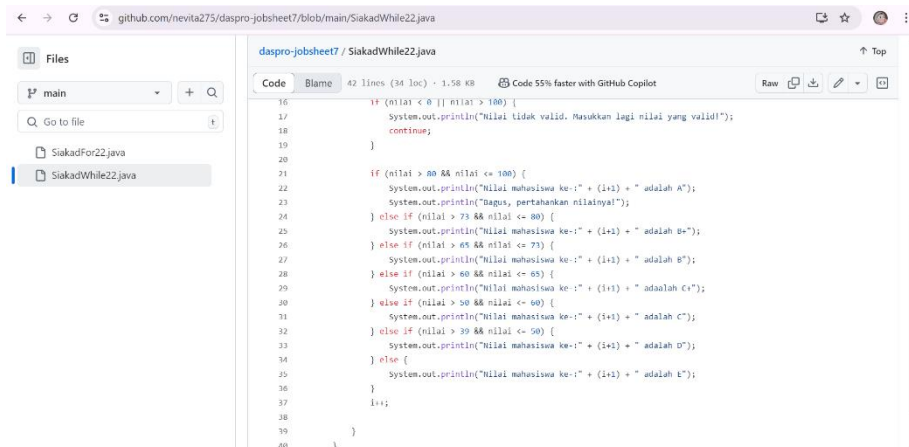 github.com/nevita275/daspro-jobsheet7/blob/main/SiakadWhile22.java
Files
main
Go to file
t
SiakadFor22.java
SiakadWhile22.java
daspro-jobsheet7 / SiakadWhile22.java
Top
Code Blame 42 lines (34 loc) · 1.58 KB Code 55% faster with GitHub Copilot Raw
16 if (nilai < 0 || nilai > 100) {
17 System.out.println("Nilai tidak valid. Masukkan lagi nilai yang valid!");
18 continue;
19 }
20
21 if (nilai > 80 && nilai <= 100) {
22 System.out.println("Nilai mahasiswa ke-:" + (i+1) + " adalah A");
23 System.out.println("Bagus, pertahankan nilainya!");
24 } else if (nilai > 73 && nilai <= 80) {
25 System.out.println("Nilai mahasiswa ke-:" + (i+1) + " adalah B+");
26 } else if (nilai > 65 && nilai <= 73) {
27 System.out.println("Nilai mahasiswa ke-:" + (i+1) + " adalah B");
28 } else if (nilai > 60 && nilai <= 65) {
29 System.out.println("Nilai mahasiswa ke-:" + (i+1) + " adaalah C+");
30 } else if (nilai > 50 && nilai <= 60) {
31 System.out.println("Nilai mahasiswa ke-:" + (i+1) + " adalah C");
32 } else if (nilai > 39 && nilai <= 50) {
33 System.out.println("Nilai mahasiswa ke-:" + (i+1) + " adalah D");
34 } else {
35 System.out.println("Nilai mahasiswa ke-:" + (i+1) + " adalah E");
36 }
37 i++;
38
39 }
40 }